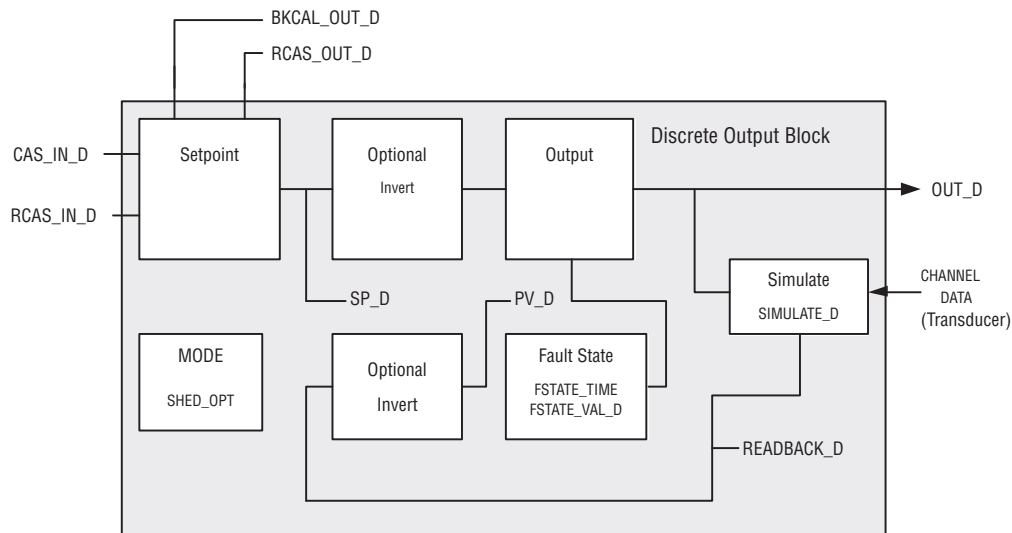 BKCAL_OUT_D
RCAS_OUT_D
Discrete Output Block
CAS_IN_D
RCAS_IN_D
Setpoint
Optional
Invert
Output
OUT_D
Simulate
SIMULATE_D
CHANNEL
DATA
(Transducer)
SP_D
PV_D
MODE
SHED_OPT
Optional
Invert
Fault State
FSTATE_TIME
FSTATE_VAL_D
READBACK_D